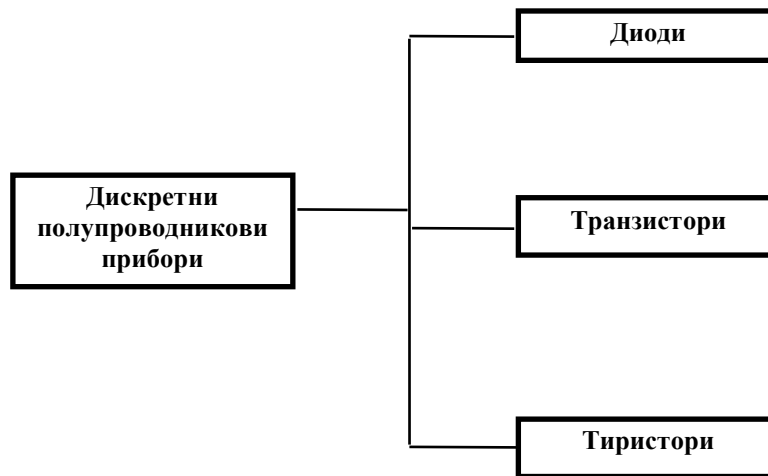 Диоди
Дискретни
полупроводникови
прибори
Транзистори
Тиристори